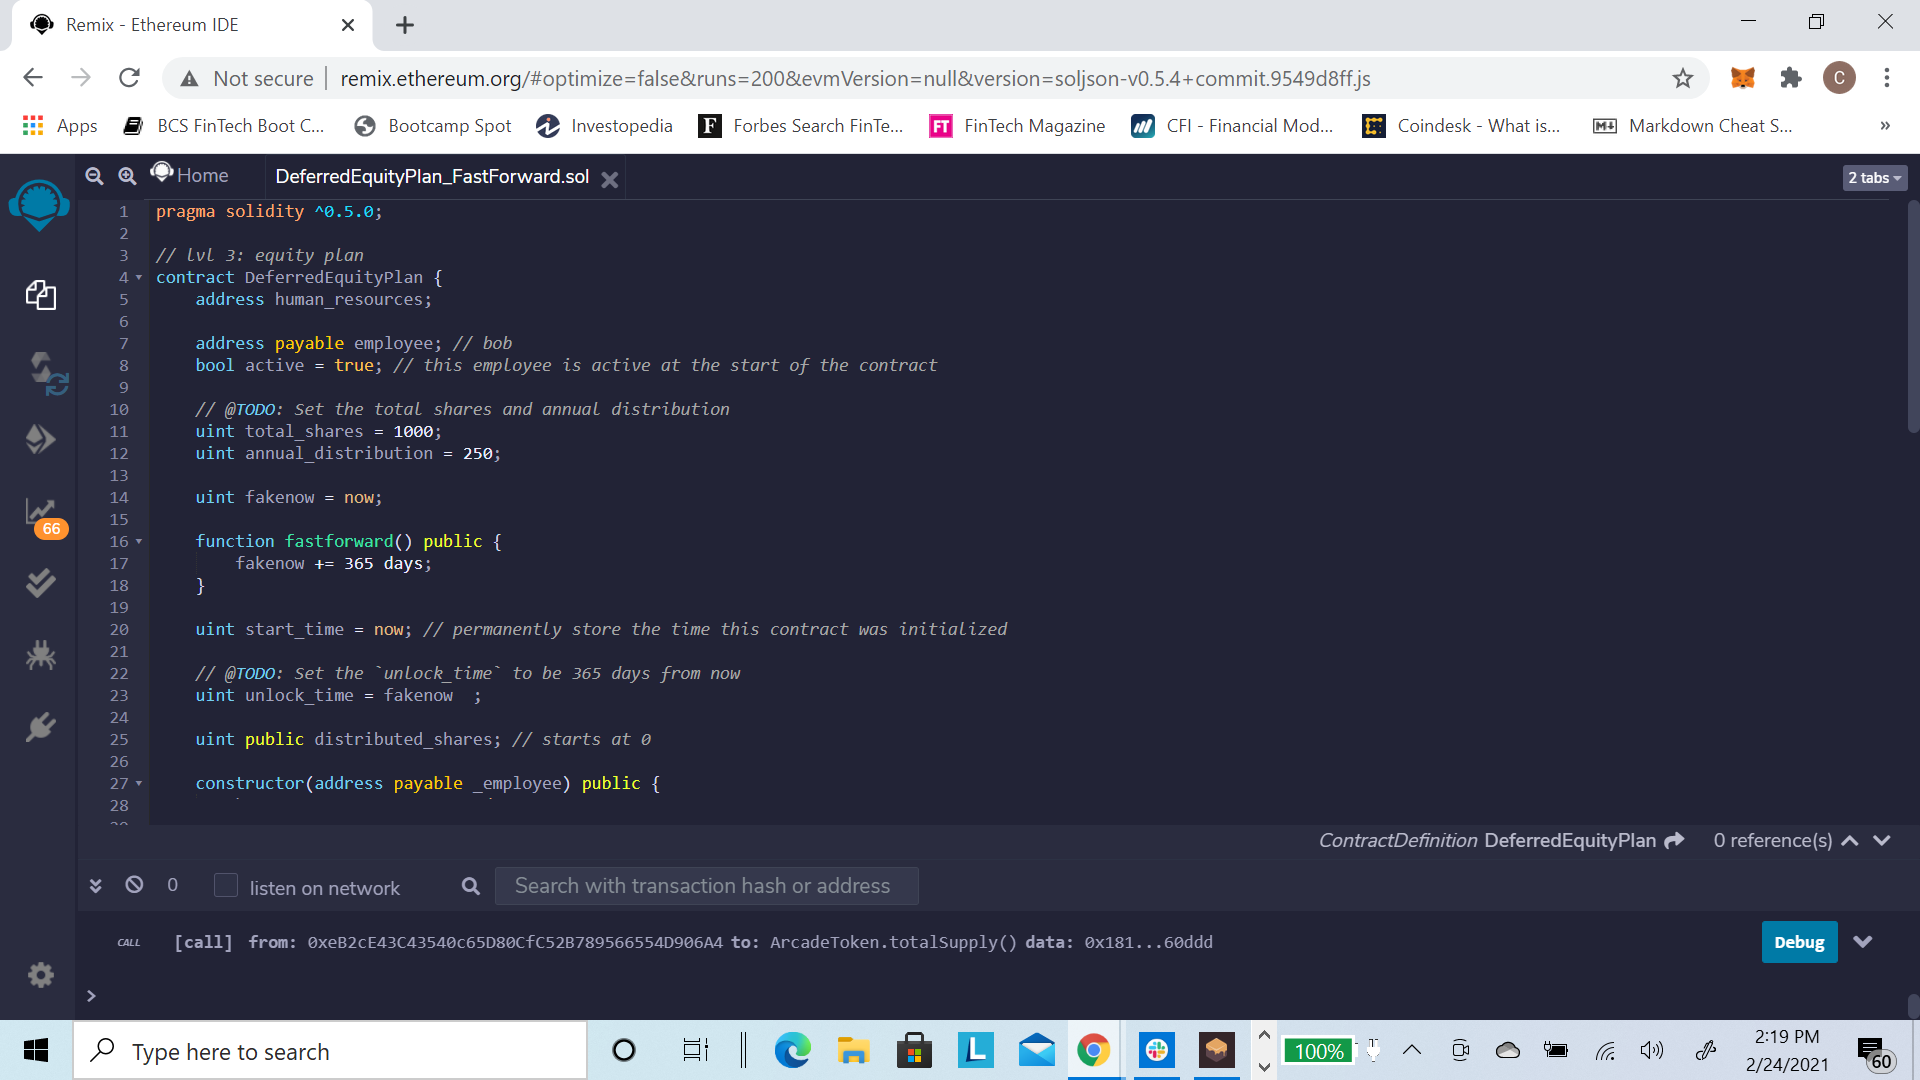 Remix - Ethereum IDE
Not secure
remix.ethereum.org/#optimize=false&runs=200&evmVersion=null&version=soljson-v0.5.4+commit.9549d8ff.js
C
Apps
BCS FinTech Boot C...
Bootcamp Spot
Investopedia
F
Forbes Search FinTe...
FT
FinTech Magazine
CFI - Financial Mod...
Coindesk - What is...
Markdown Cheat S...
»
Home
DeferredEquityPlan_FastForward.sol
2 tabs
1 pragma solidity ^0.5.0;
2
3 // lvl 3: equity plan
4 contract DeferredEquityPlan {
5 address human_resources;
6
7 address payable employee; // bob
8 bool active = true; // this employee is active at the start of the contract
9
10 // @TODO: Set the total shares and annual distribution
11 uint total_shares = 1000;
12 uint annual_distribution = 250;
13
14 uint fakenow = now;
15
16 function fastforward() public {
17 fakenow += 365 days;
18 }
19
20 uint start_time = now; // permanently store the time this contract was initialized
21
22 // @TODO: Set the `unlock_time` to be 365 days from now
23 uint unlock_time = fakenow  ;
24
25 uint public distributed_shares; // starts at 0
26
27 constructor(address payable _employee) public {
28
66
ContractDefinition DeferredEquityPlan
0 reference(s)
0
listen on network
Search with transaction hash or address
CALL
[call] from: 0xeB2cE43C43540c65D80CfC52B789566554D906A4 to: ArcadeToken.totalSupply() data: 0x181...60ddd
Debug
>
Type here to search
L
100%
2:19 PM
2/24/2021
60